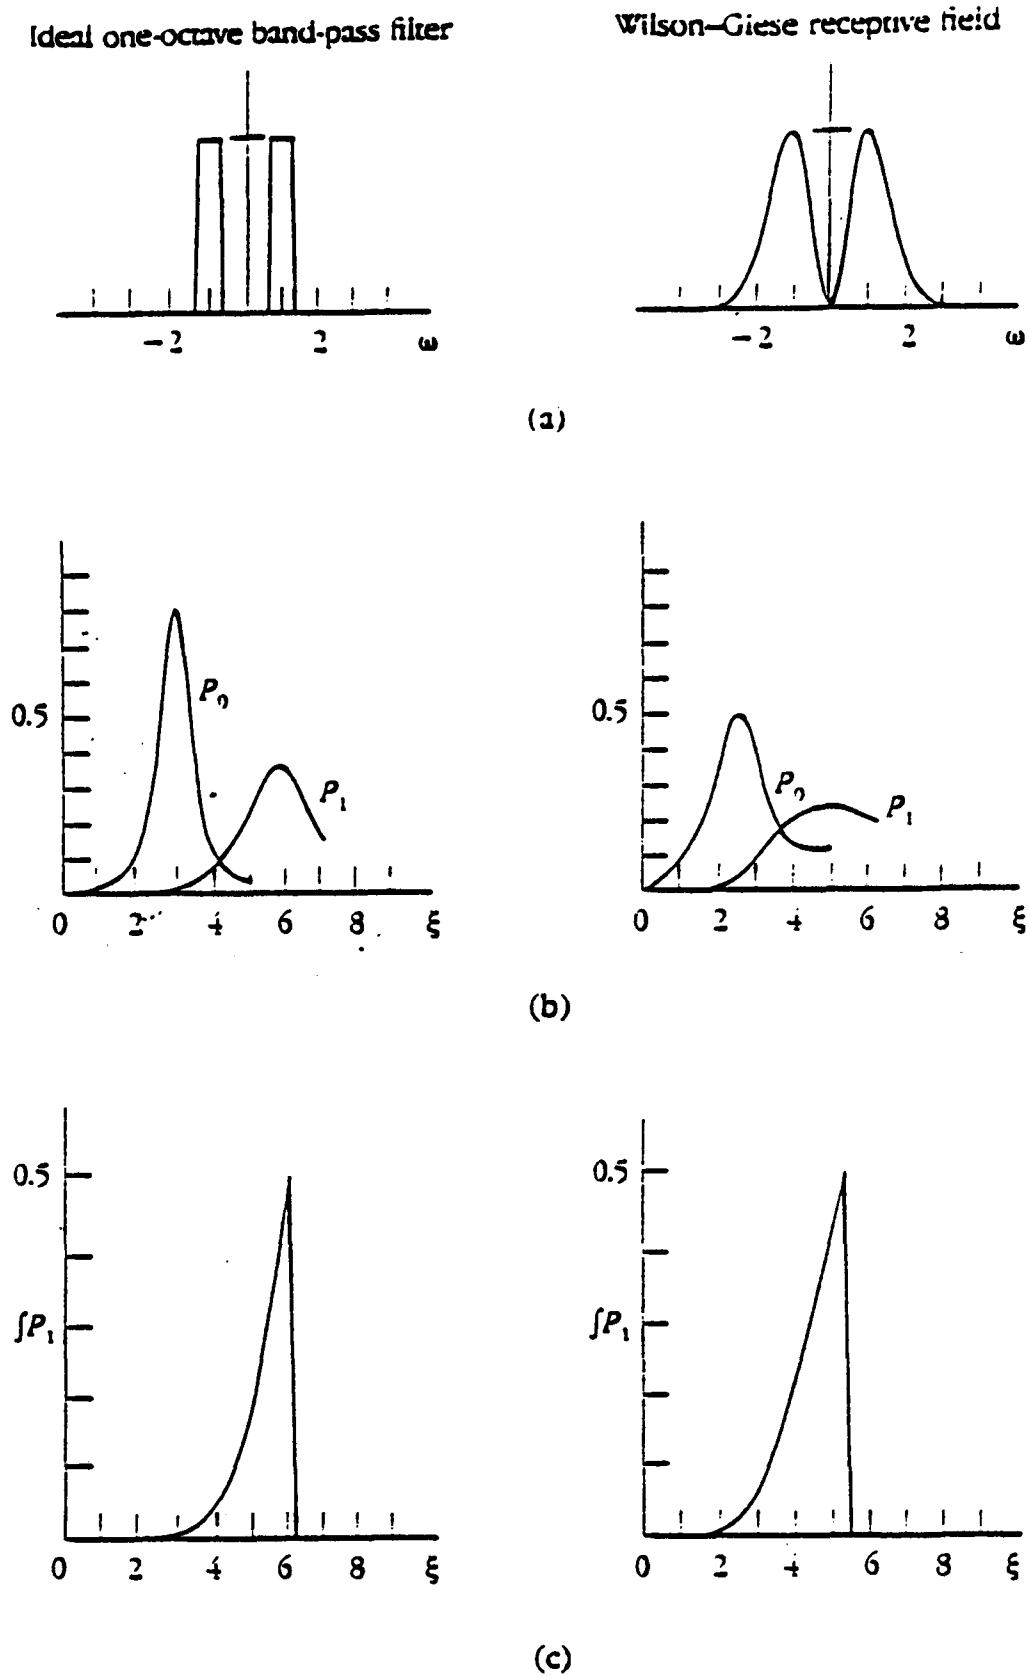 Ideal one-octave band-pass filter
Wilson–Giese receptive field
-2 2 ω
-2 2 ω
(a)
0.5
P₀
P₁
0 2 4 6 8 ξ
0.5
P₀
P₁
0 2 4 6 8 ξ
(b)
0.5
∫P₁
0 2 4 6 8 ξ
0.5
∫P₁
0 2 4 6 8 ξ
(c)